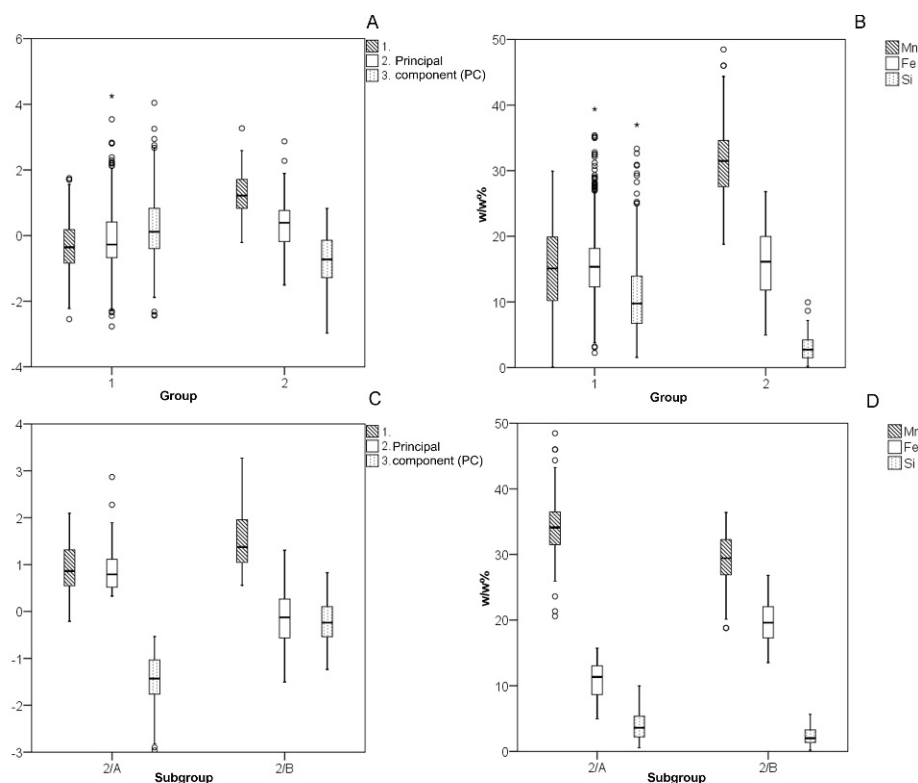 A
6
4
2
0
-2
-4
1
2
Group
1.
2. Principal
3. component (PC)
B
50
40
30
20
10
0
w/w%
1
2
Group
Mn
Fe
Si
C
4
3
2
1
0
-1
-2
-3
2/A
2/B
Subgroup
1.
2. Principal
3. component (PC)
D
50
40
30
20
10
0
w/w%
2/A
2/B
Subgroup
Mn
Fe
Si